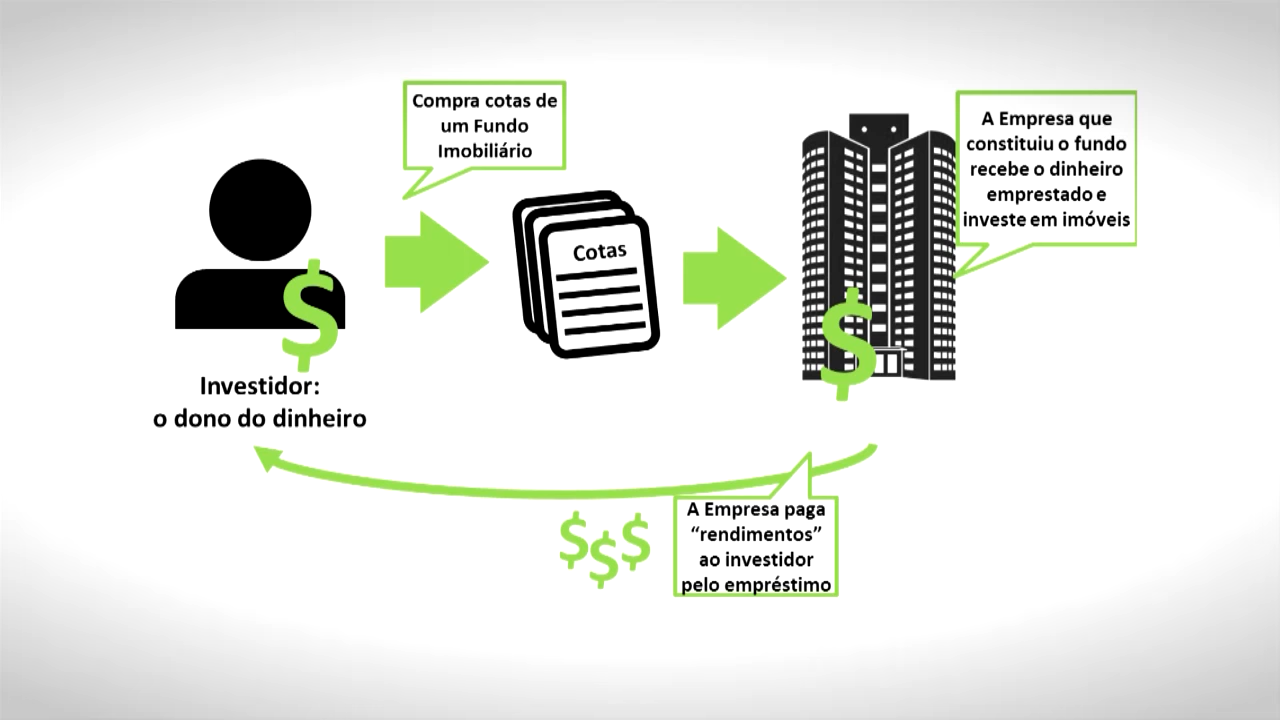 Compra cotas de
um Fundo
Imobiliário
A Empresa que
constituiu o fundo
recebe o dinheiro
emprestado e
investe em imóveis
Cotas
$
$
Investidor:
o dono do dinheiro
$$$
A Empresa paga
“rendimentos”
ao investidor
pelo empréstimo